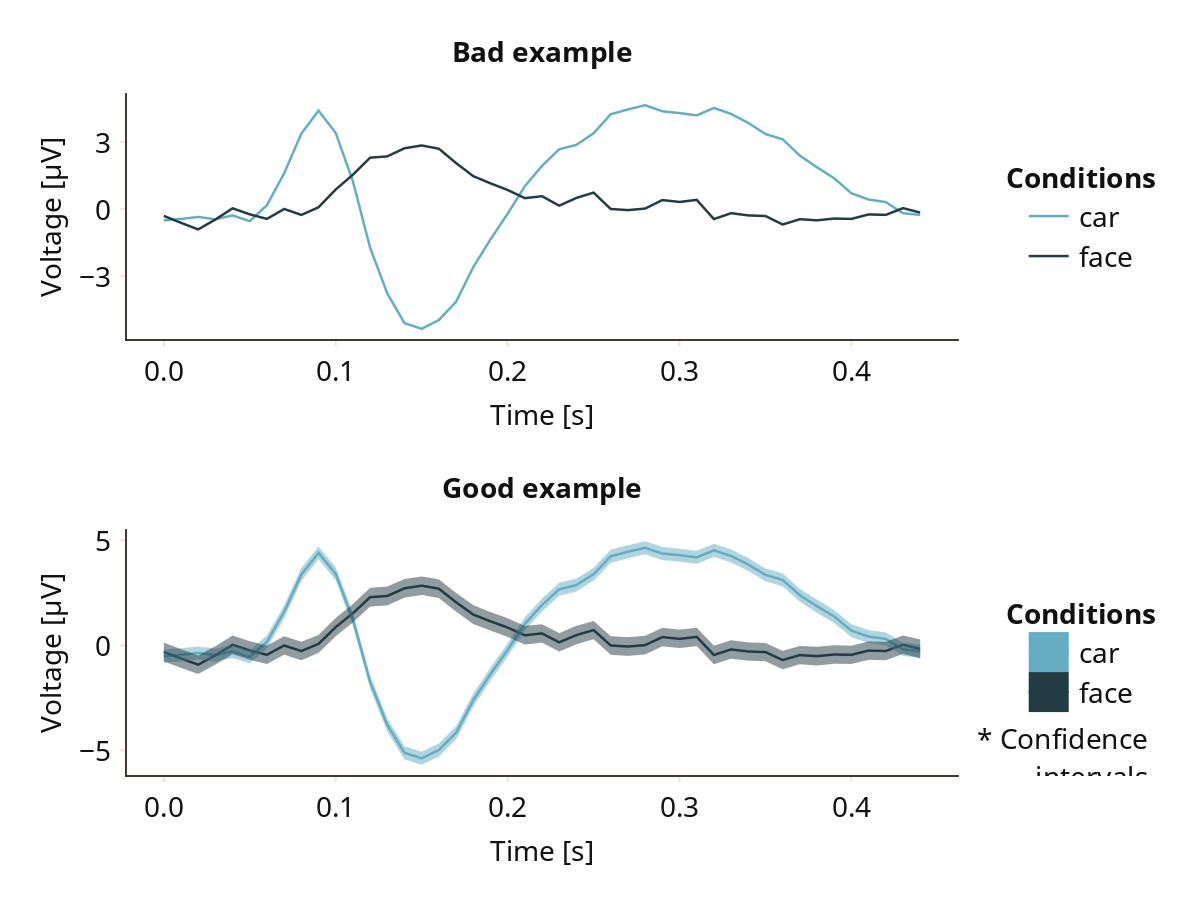 Bad example
Voltage [µV]
3
0
−3
0.0 0.1 0.2 0.3 0.4
Time [s]
Conditions
car
face
Good example
Voltage [µV]
5
0
−5
0.0 0.1 0.2 0.3 0.4
Time [s]
Conditions
car
face
* Confidence
intervals